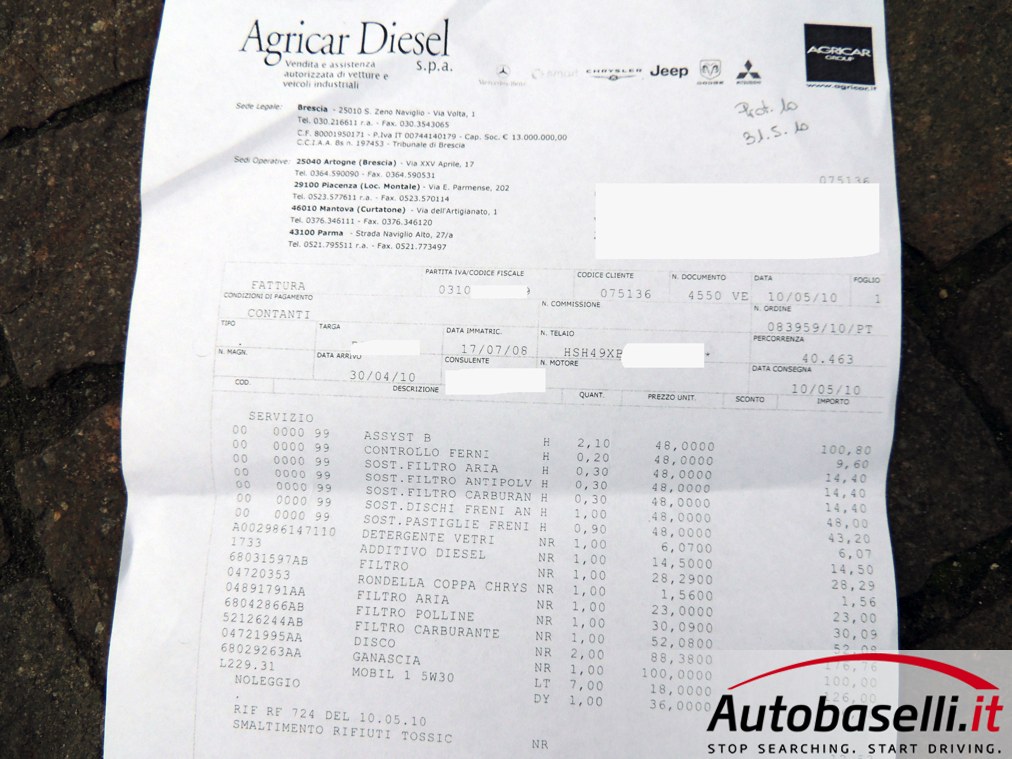 Agricar Diesel
s.p.a.
Vendita e assistenza
autorizzata di vetture e
veicoli industriali
Mercedes-Benz smart CHRYSLER Jeep DODGE
AGRICAR
GROUP
www.agricar.it
Prot. 10
31.5.10
Sede Legale: Brescia - 25010 S. Zeno Naviglio - Via Volta, 1
Tel. 030.216611 r.a. - Fax. 030.3543065
C.F. 80001950171 - P.Iva IT 00744140179 - Cap. Soc. € 13.000.000,00
C.C.I.A.A. Bs n. 197453 - Tribunale di Brescia
Sedi Operative: 25040 Artogne (Brescia) - Via XXV Aprile, 17
Tel. 0364.590090 - Fax. 0364.590531
29100 Piacenza (Loc. Montale) - Via E. Parmense, 202
Tel. 0523.577611 r.a. - Fax. 0523.570114
46010 Mantova (Curtatone) - Via dell'Artigianato, 1
Tel. 0376.346111 - Fax. 0376.346120
43100 Parma - Strada Naviglio Alto, 27/a
Tel. 0521.795511 r.a. - Fax. 0521.773497
075136
PARTITA IVA/CODICE FISCALE CODICE CLIENTE N. DOCUMENTO DATA FOGLIO
FATTURA 0310 075136 4550 VE 10/05/10 1
CONDIZIONI DI PAGAMENTO N. COMMISSIONE N. ORDINE
CONTANTI 083959/10/PT
TIPO TARGA DATA IMMATRIC. N. TELAIO PERCORRENZA
. 17/07/08 HSH49XE 40.463
N. MAGN. DATA ARRIVO CONSULENTE N. MOTORE DATA CONSEGNA
30/04/10 10/05/10
COD. DESCRIZIONE QUANT. PREZZO UNIT. SCONTO IMPORTO
SERVIZIO
00 0000 99 ASSYST B H 2,10 48,0000 100,80
00 0000 99 CONTROLLO FERNI H 0,20 48,0000 9,60
00 0000 99 SOST.FILTRO ARIA H 0,30 48,0000 14,40
00 0000 99 SOST.FILTRO ANTIPOLV H 0,30 48,0000 14,40
00 0000 99 SOST.FILTRO CARBURAN H 0,30 48,0000 14,40
00 0000 99 SOST.DISCHI FRENI AN H 1,00 48,0000 48,00
00 0000 99 SOST.PASTIGLIE FRENI H 0,90 48,0000 43,20
A002986147110 DETERGENTE VETRI NR 1,00 6,0700 6,07
1733 ADDITIVO DIESEL NR 1,00 14,5000 14,50
68031597AB FILTRO NR 1,00 28,2900 28,29
04720353 RONDELLA COPPA CHRYS NR 1,00 1,5600 1,56
04891791AA FILTRO ARIA NR 1,00 23,0000 23,00
68042866AB FILTRO POLLINE NR 1,00 30,0900 30,09
52126244AB FILTRO CARBURANTE NR 1,00 52,0800 52,08
04721995AA DISCO NR 2,00 88,3800 176,76
68029263AA GANASCIA NR 1,00 100,0000 100,00
L229.31 MOBIL 1 5W30 LT 7,00 18,0000 126,00
NOLEGGIO DY 1,00 36,0000
.
RIF RF 724 DEL 10.05.10
SMALTIMENTO RIFIUTI TOSSIC NR
Autobaselli.it
STOP SEARCHING. START DRIVING.